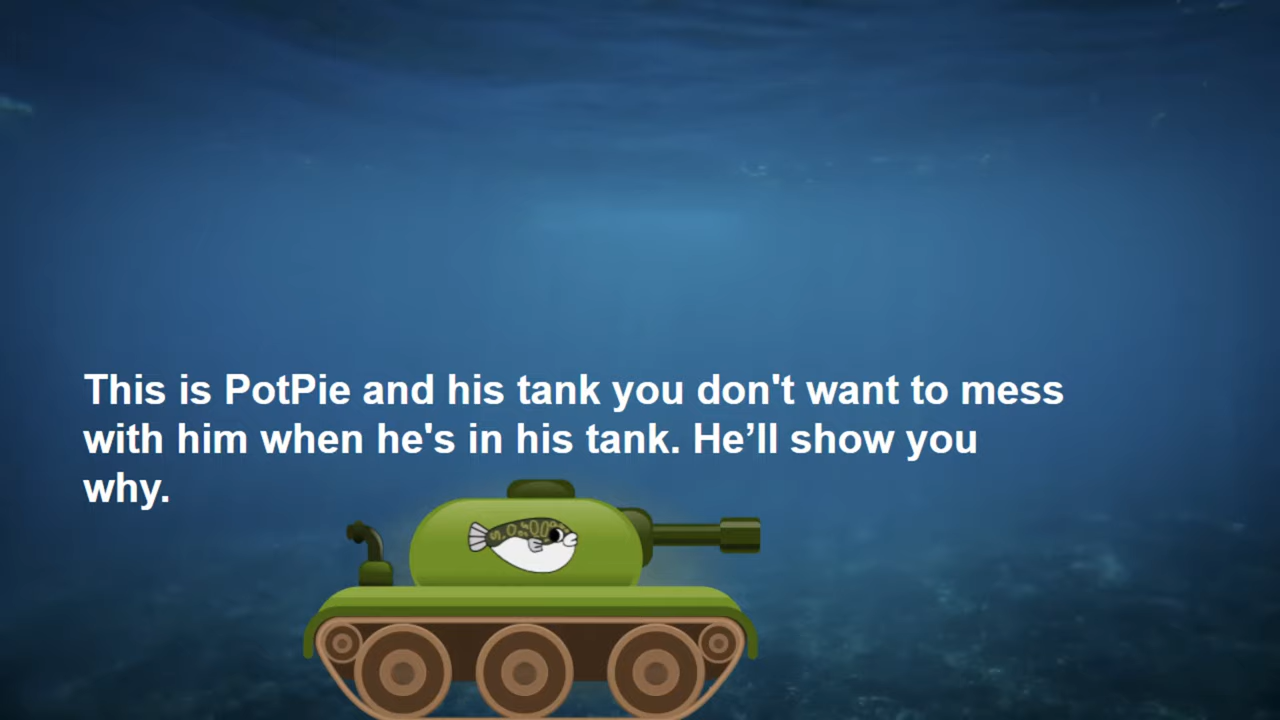 This is PotPie and his tank you don't want to mess
with him when he's in his tank. He’ll show you
why.